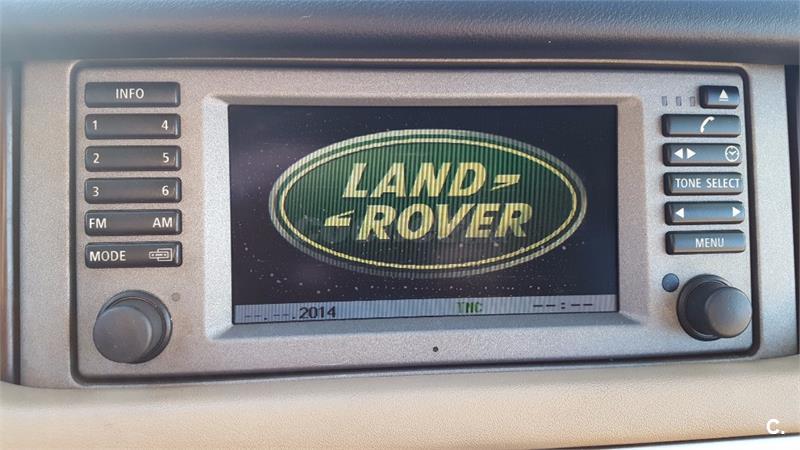 INFO
1 4
2 5
3 6
FM AM
MODE
LAND
ROVER
--.--.2014 TMC --:--
TONE SELECT
MENU
C.